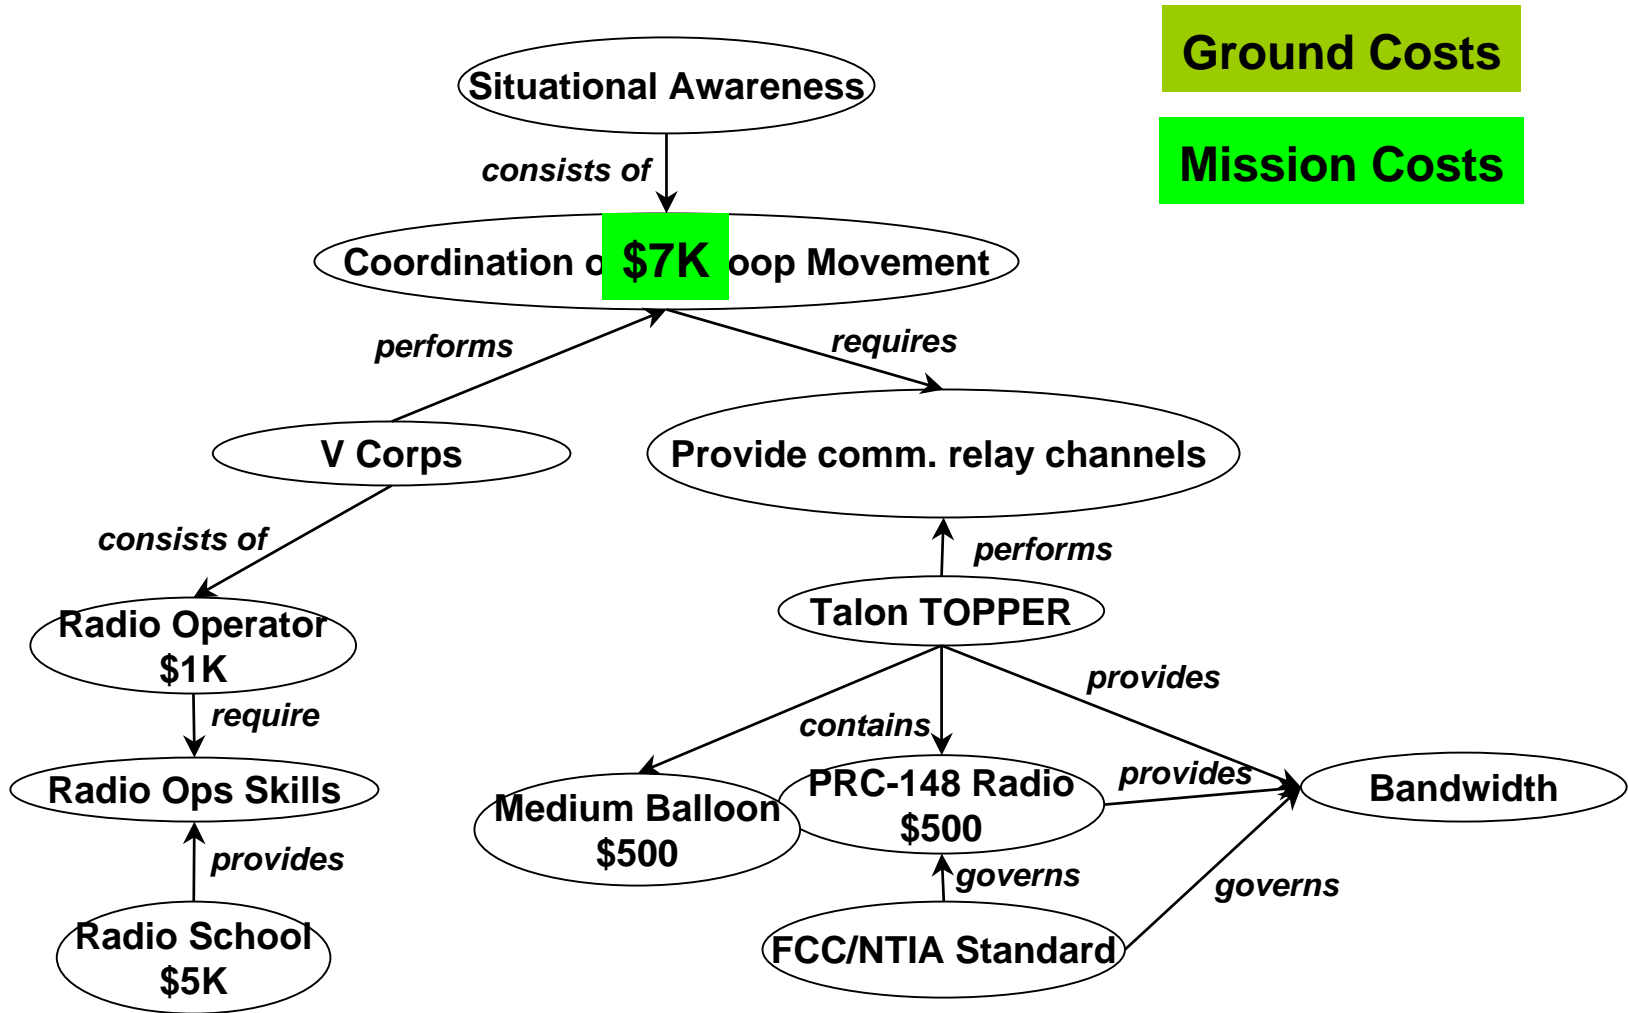 Ground Costs
Situational Awareness
Mission Costs
consists of
Coordination o $7K oop Movement
performs
requires
V Corps
Provide comm. relay channels
consists of
performs
Radio Operator
$1K
Talon TOPPER
provides
require
contains
Radio Ops Skills
Medium Balloon
$500
PRC-148 Radio
$500
provides
Bandwidth
provides
governs
governs
Radio School
$5K
FCC/NTIA Standard